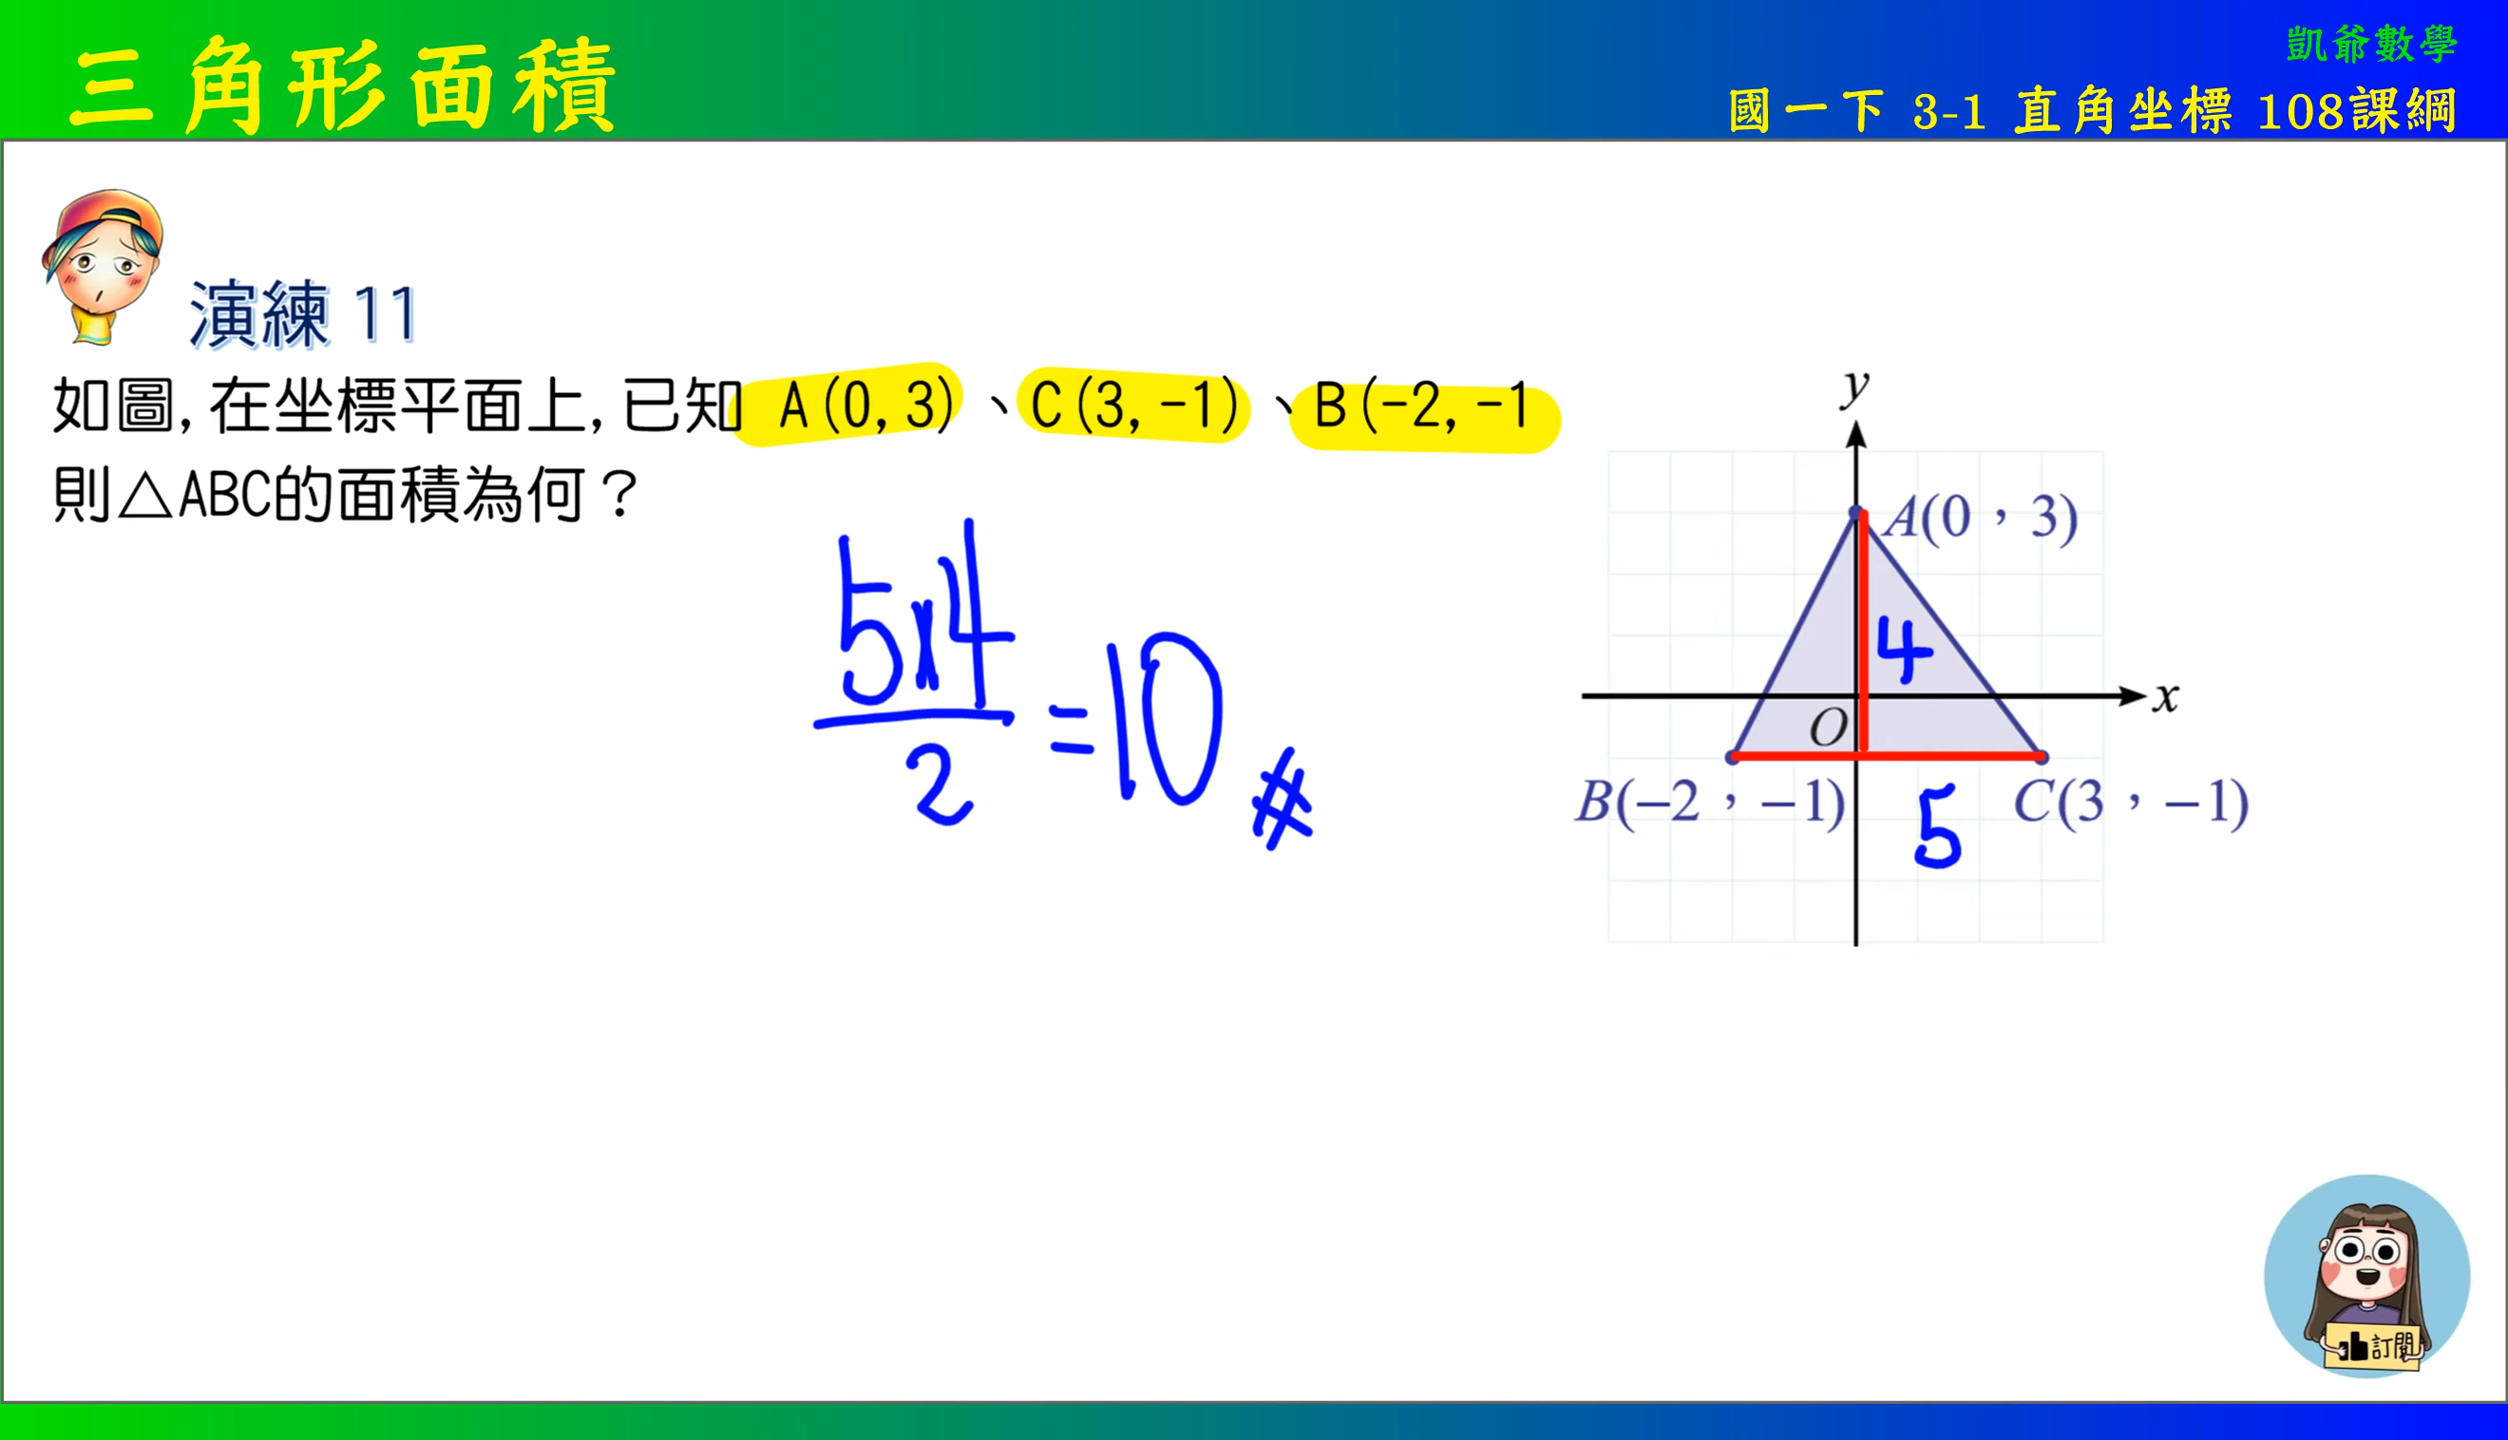 三角形面積
凱爺數學
國一下 3-1 直角坐標 108課綱
演練 11
如圖,在坐標平面上,已知 A(0,3)、C(3,-1)、B(-2,-1
則△ABC的面積為何？
5x4
2
=10#
y
A(0，3)
4
x
O
B(−2，−1)
5
C(3，−1)
訂閱